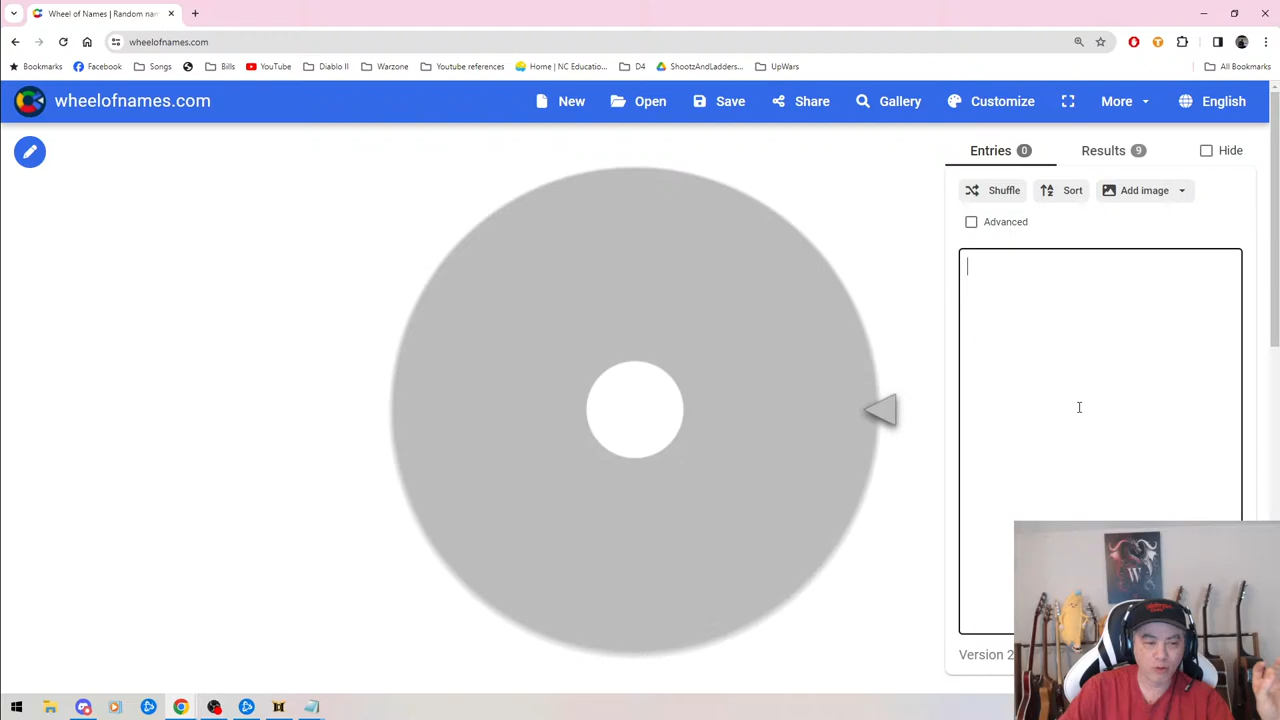 Wheel of Names | Random nam
wheelofnames.com
Bookmarks Facebook Songs Bills YouTube Diablo II Warzone Youtube references Home | NC Educatio... D4 ShootzAndLadders... UpWars All Bookmarks
wheelofnames.com New Open Save Share Gallery Customize More English
Entries 0 Results 9 Hide
Shuffle Sort Add image
Advanced
W
Version 2